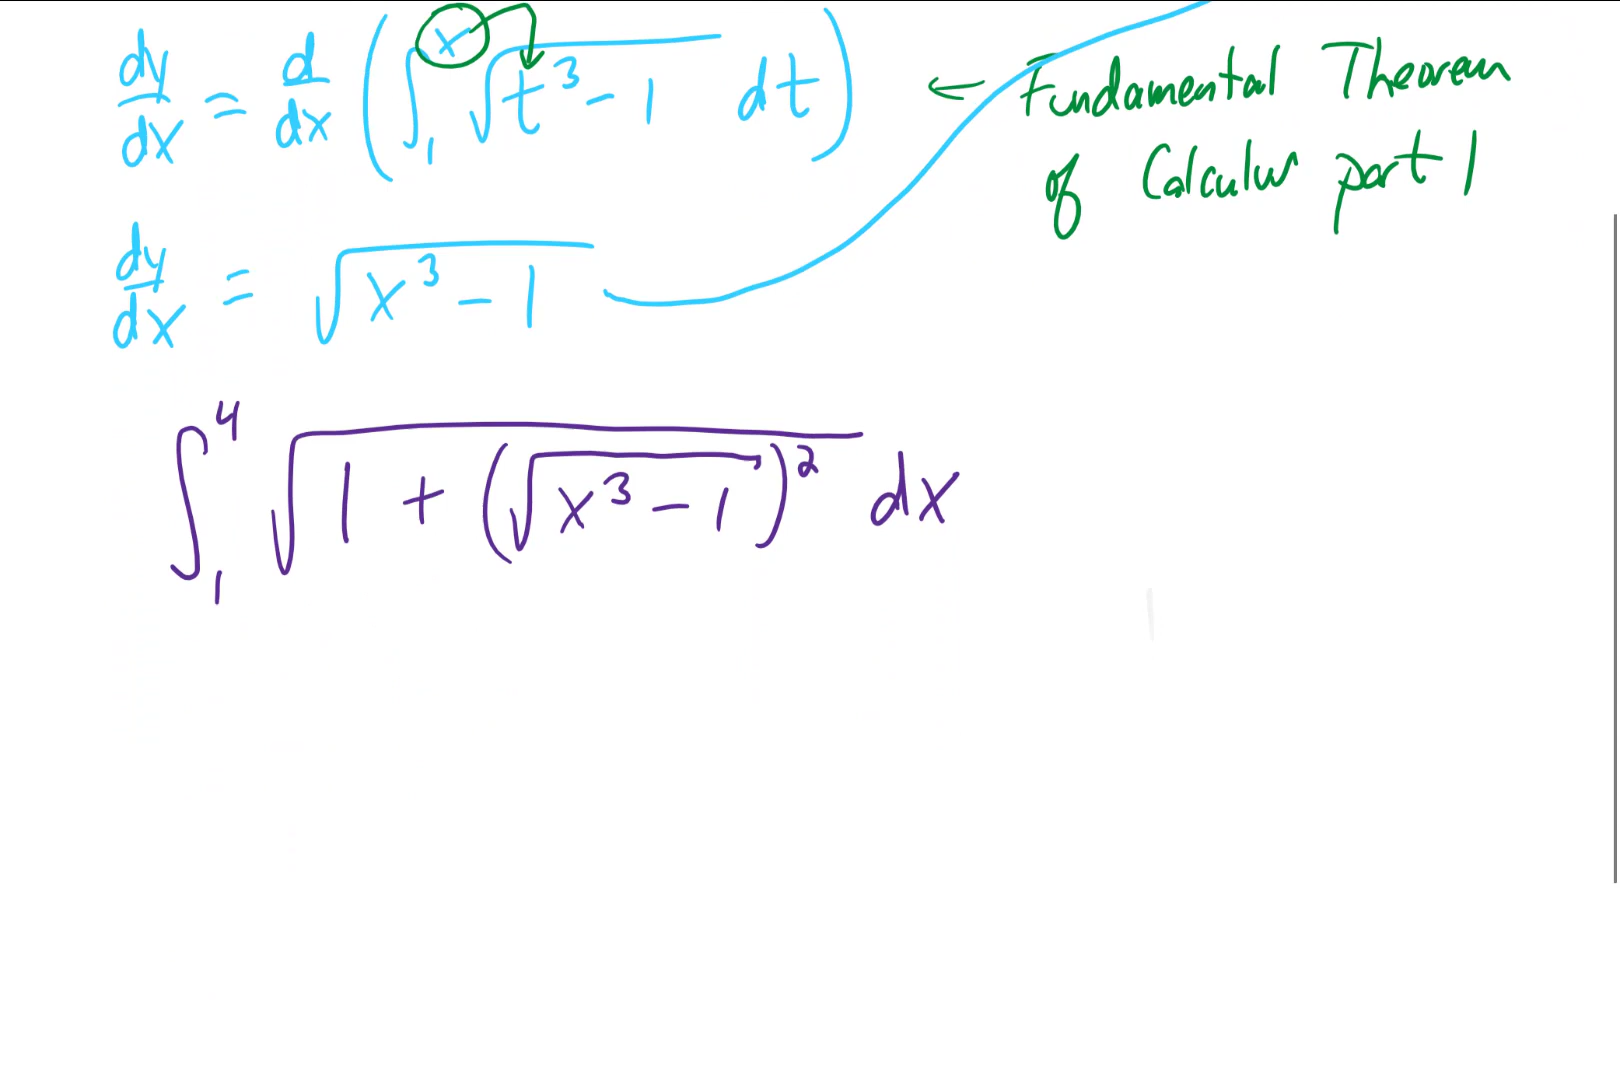 dy/dx = d/dx (∫₁ˣ √(t³ - 1) dt) ← Fundamental Theorem
of Calculus part 1
dy/dx = √(x³ - 1)
∫₁⁴ √(1 + (√(x³ - 1))²) dx